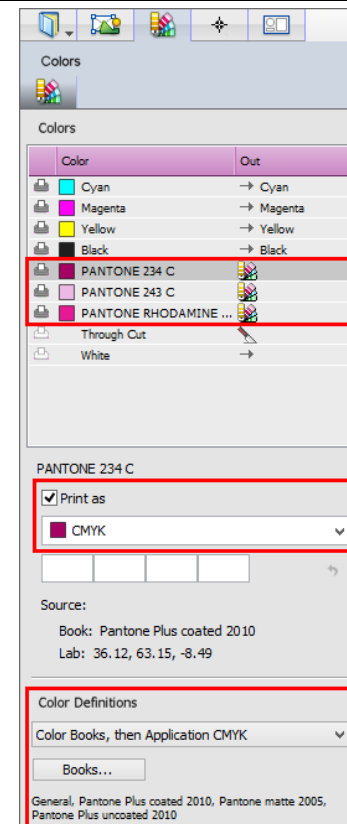 Colors
Colors
Color Out
Cyan → Cyan
Magenta → Magenta
Yellow → Yellow
Black → Black
PANTONE 234 C
PANTONE 243 C
PANTONE RHODAMINE ...
Through Cut
White →
PANTONE 234 C
Print as
CMYK
Source:
Book: Pantone Plus coated 2010
Lab: 36.12, 63.15, -8.49
Color Definitions
Color Books, then Application CMYK
Books...
General, Pantone Plus coated 2010, Pantone matte 2005,
Pantone Plus uncoated 2010